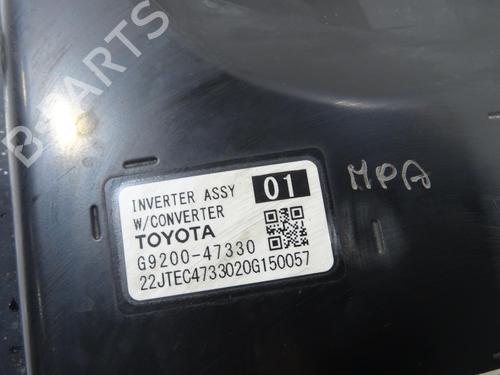 B-PARTS
INVERTER ASSY 01
W/CONVERTER
TOYOTA
G9200-47330
22JTEC4733020G150057
MPA